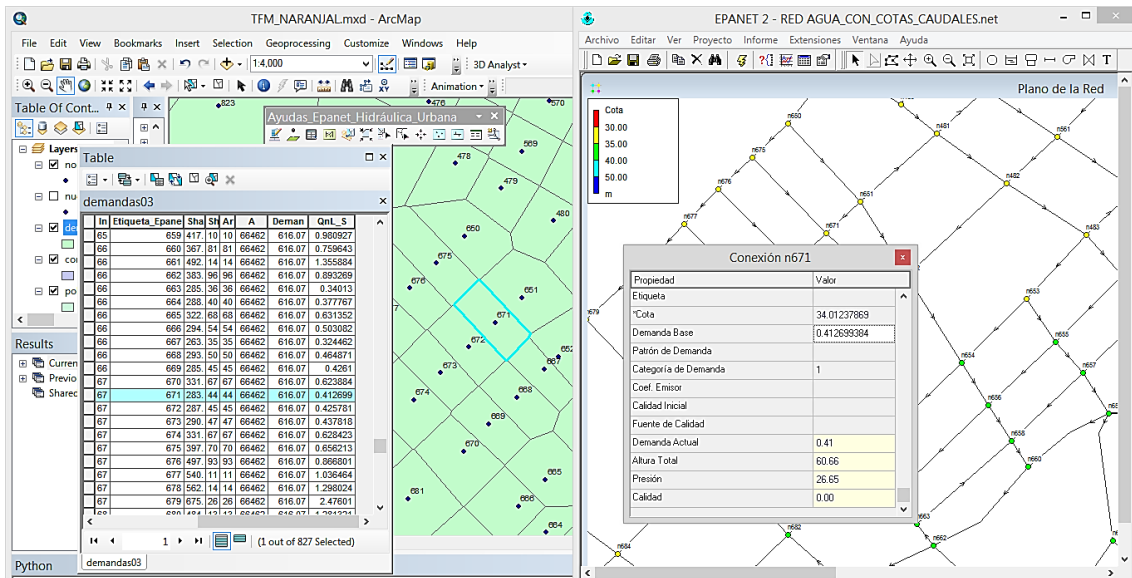 TFM_NARANJAL.mxd - ArcMap
File Edit View Bookmarks Insert Selection Geoprocessing Customize Windows Help
1:4,000
3D Analyst
Animation
Table Of Cont...
Layers
Ayudas_Epanet_Hidráulica_Urbana
Table
demandas03
In Etiqueta_Epane Sha Sh Ar A Deman QnL_S
65 659 417. 10 10 66462 616.07 0.980927
66 660 367. 81 81 66462 616.07 0.759643
66 661 492. 14 14 66462 616.07 1.355884
66 662 383. 96 96 66462 616.07 0.893269
66 663 285. 36 36 66462 616.07 0.34013
66 664 288. 40 40 66462 616.07 0.377767
66 665 322. 68 68 66462 616.07 0.631352
66 666 294. 54 54 66462 616.07 0.503082
66 667 263. 35 35 66462 616.07 0.324462
66 668 293. 50 50 66462 616.07 0.464871
66 669 285. 45 45 66462 616.07 0.4261
67 670 331. 67 67 66462 616.07 0.623884
67 671 283. 44 44 66462 616.07 0.412699
67 672 287. 45 45 66462 616.07 0.425781
67 673 290. 47 47 66462 616.07 0.437818
67 674 331. 67 67 66462 616.07 0.628423
67 675 397. 70 70 66462 616.07 0.656213
67 676 497. 93 93 66462 616.07 0.866801
67 677 540. 11 11 66462 616.07 1.036464
67 678 562. 14 14 66462 616.07 1.298024
67 679 675. 26 26 66462 616.07 2.47601
1
(1 out of 827 Selected)
demandas03
Results
Curren
Previo
Shared
Python
823
476
570
478
569
479
480
650
675
676
651
671
672
673
667
674
668
669
670
665
681
666
664
EPANET 2 - RED AGUA_CON_COTAS_CAUDALES.net
Archivo Editar Ver Proyecto Informe Extensiones Ventana Ayuda
Plano de la Red
Cota
30.00
35.00
40.00
50.00
m
n650
n481
n561
n675
n482
n676
n651
n677
n671
n483
n679
n653
n655
n654
n657
n656
n658
n660
n663
n662
n682
n684
Conexión n671
Propiedad Valor
Etiqueta
*Cota 34.01237869
Demanda Base 0.412699384
Patrón de Demanda
Categoría de Demanda 1
Coef. Emisor
Calidad Inicial
Fuente de Calidad
Demanda Actual 0.41
Altura Total 60.66
Presión 26.65
Calidad 0.00